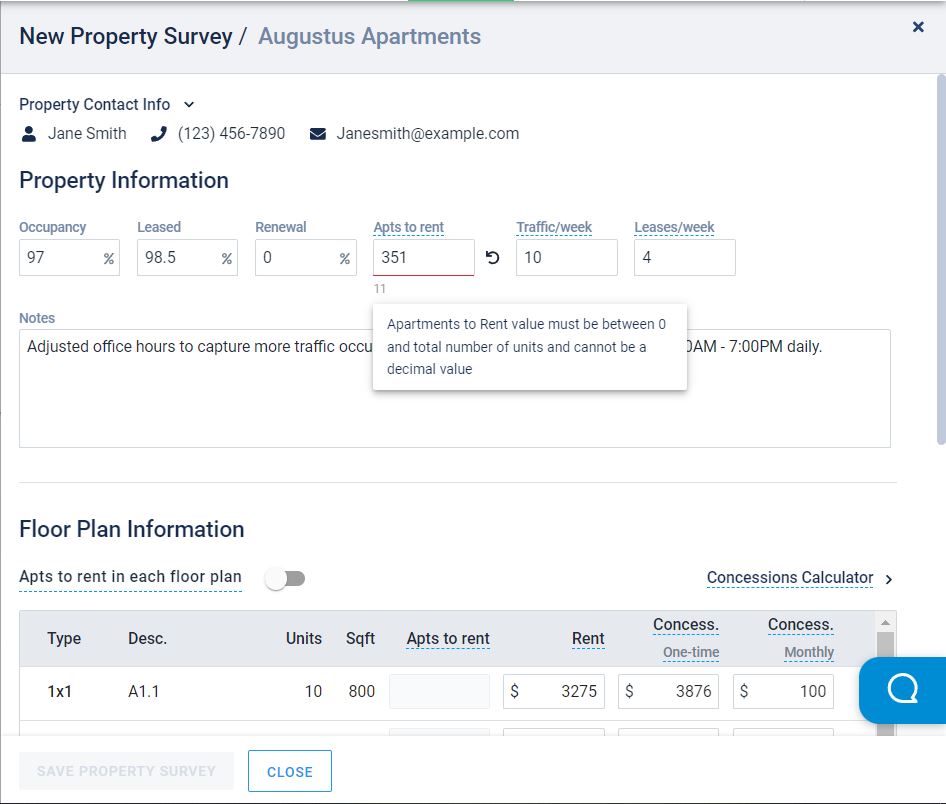 New Property Survey / Augustus Apartments
Property Contact Info
Jane Smith (123) 456-7890 Janesmith@example.com
Property Information
Occupancy Leased Renewal Apts to rent Traffic/week Leases/week
97 % 98.5 % 0 % 351 10 4
11
Notes
Apartments to Rent value must be between 0
and total number of units and cannot be a
decimal value
Adjusted office hours to capture more traffic AM - 7:00PM daily.
Floor Plan Information
Apts to rent in each floor plan Concessions Calculator
Type Desc. Units Sqft Apts to rent Rent Concess. One-time Concess. Monthly
1x1 A1.1 10 800 $ 3275 $ 3876 $ 100
SAVE PROPERTY SURVEY CLOSE